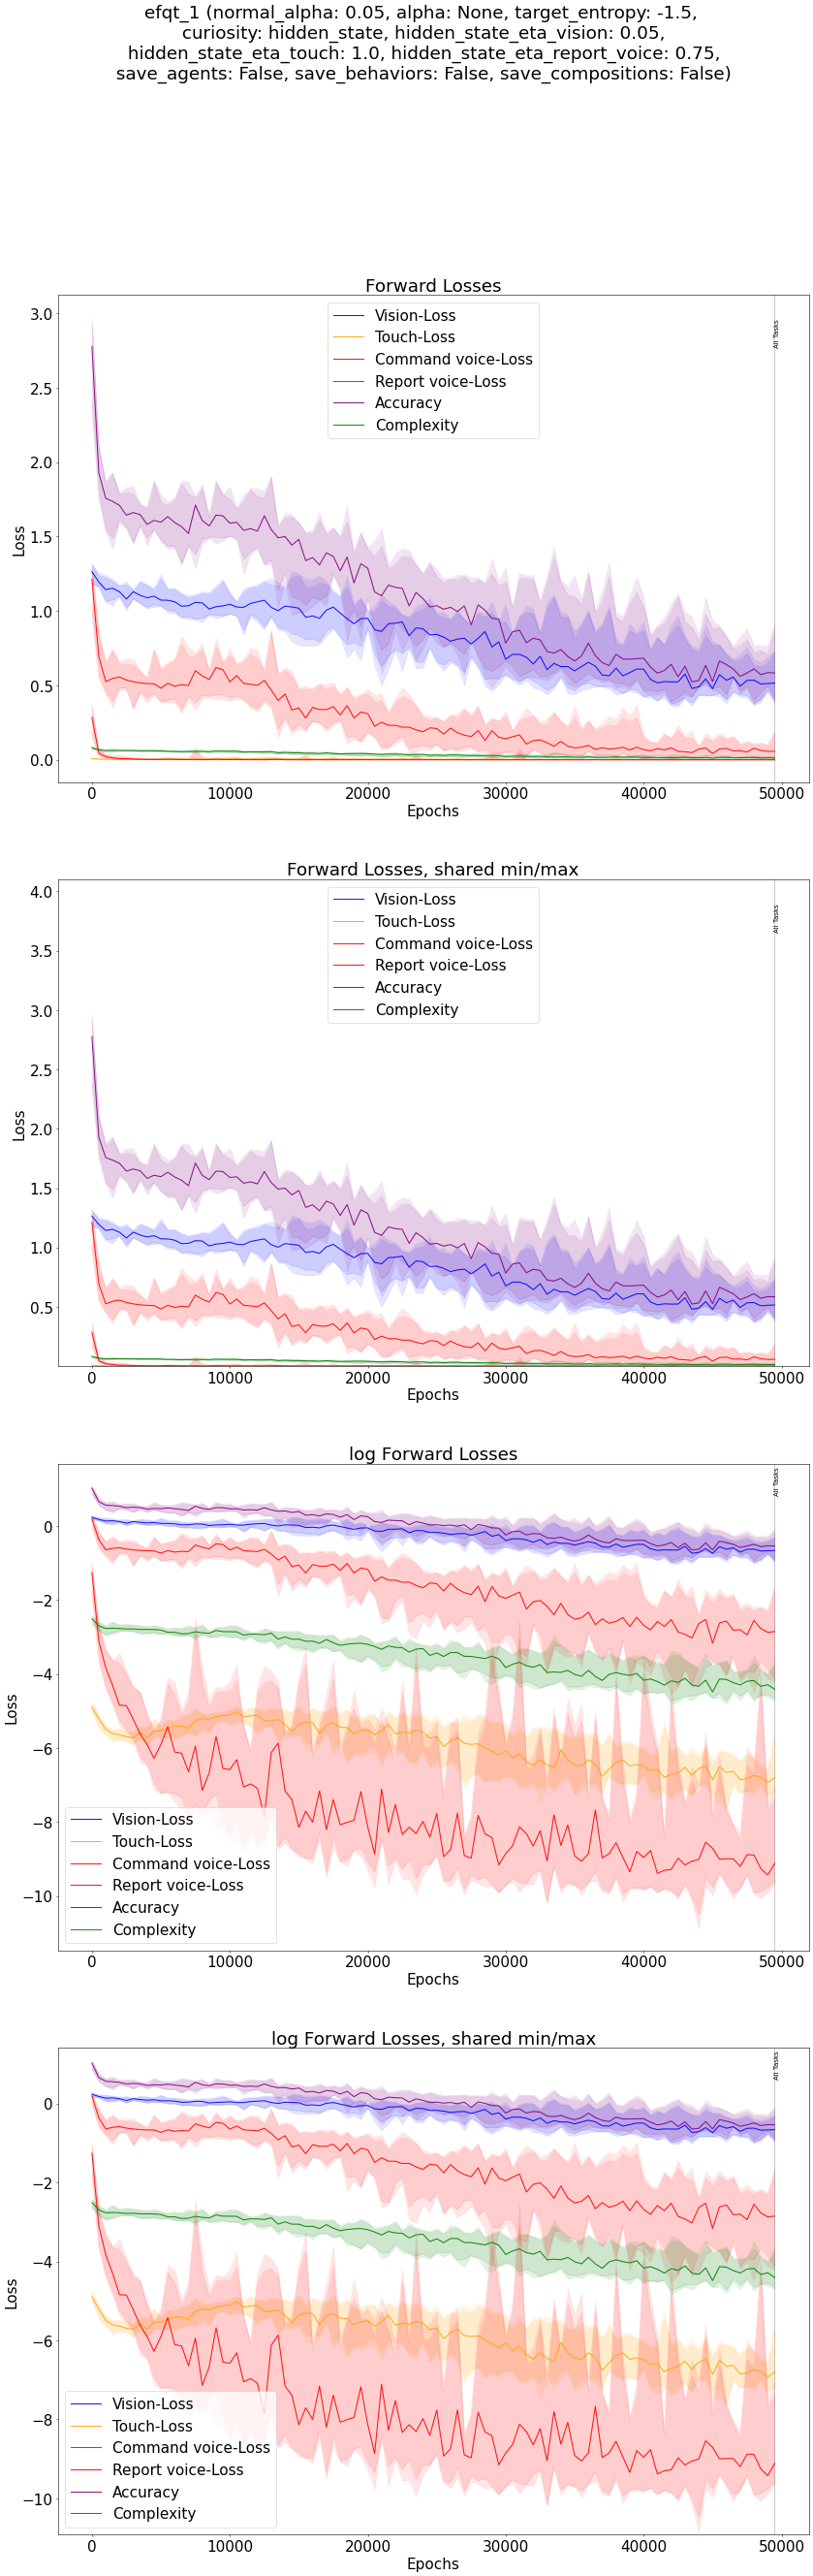 efqt_1 (normal_alpha: 0.05, alpha: None, target_entropy: -1.5,
curiosity: hidden_state, hidden_state_eta_vision: 0.05,
hidden_state_eta_touch: 1.0, hidden_state_eta_report_voice: 0.75,
save_agents: False, save_behaviors: False, save_compositions: False)
Forward Losses
3.0
2.5
2.0
1.5
1.0
0.5
0.0
Loss
Vision-Loss
Touch-Loss
Command voice-Loss
Report voice-Loss
Accuracy
Complexity
All Tasks
0 10000 20000 30000 40000 50000
Epochs
Forward Losses, shared min/max
4.0
3.5
3.0
2.5
2.0
1.5
1.0
0.5
Loss
Vision-Loss
Touch-Loss
Command voice-Loss
Report voice-Loss
Accuracy
Complexity
All Tasks
0 10000 20000 30000 40000 50000
Epochs
log Forward Losses
0
−2
−4
−6
−8
−10
Loss
Vision-Loss
Touch-Loss
Command voice-Loss
Report voice-Loss
Accuracy
Complexity
All Tasks
0 10000 20000 30000 40000 50000
Epochs
log Forward Losses, shared min/max
0
−2
−4
−6
−8
−10
Loss
Vision-Loss
Touch-Loss
Command voice-Loss
Report voice-Loss
Accuracy
Complexity
All Tasks
0 10000 20000 30000 40000 50000
Epochs